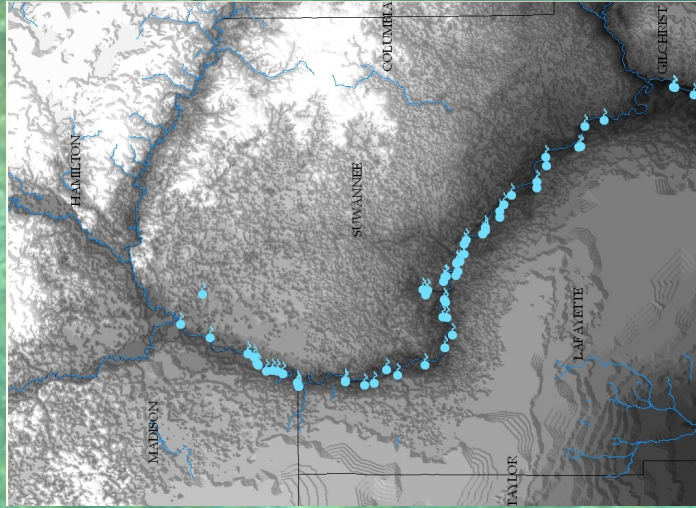 COLUMBIA
GILCHRIST
HAMILTON
SUWANNEE
LAFAYETTE
MADISON
TAYLOR